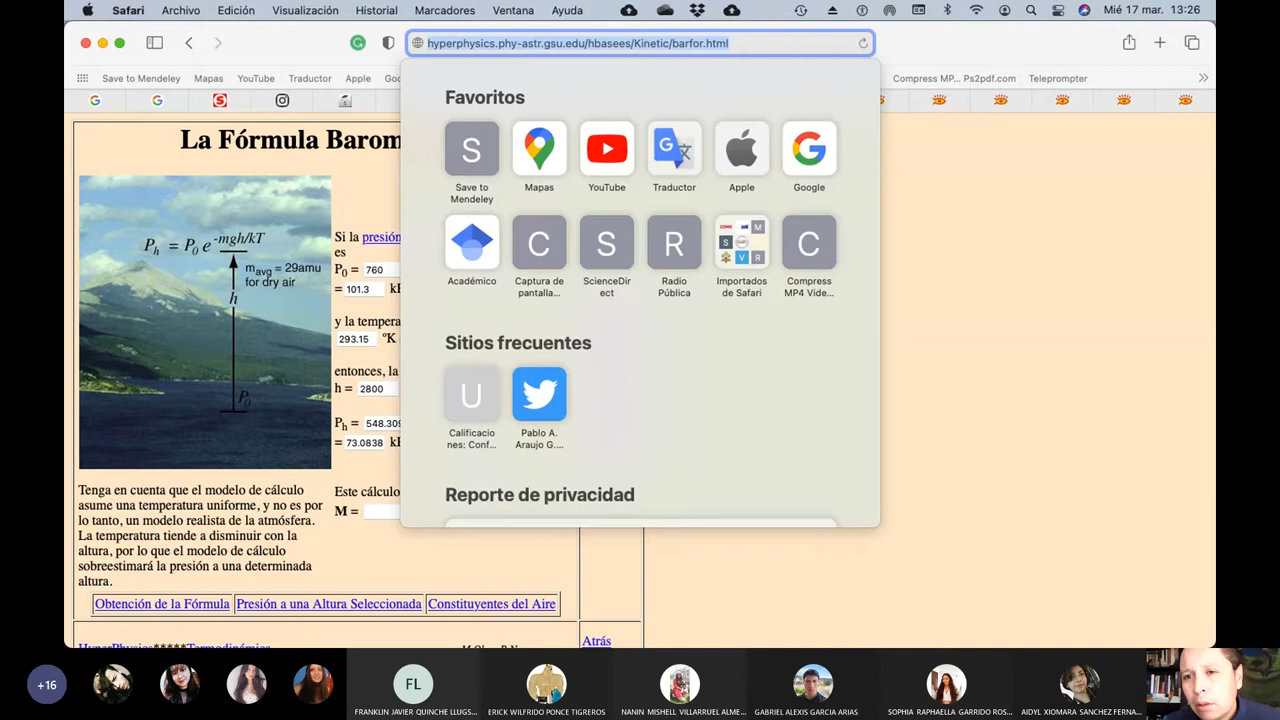 Safari Archivo Edición Visualización Historial Marcadores Ventana Ayuda Mié 17 mar. 13:26
hyperphysics.phy-astr.gsu.edu/hbasees/Kinetic/barfor.html
Save to Mendeley Mapas YouTube Traductor Apple Goo Compress MP... Ps2pdf.com Teleprompter
La Fórmula Barom
P_h = P_0 e^-mgh/kT
m_avg = 29amu
for dry air
h
P_0
Si la presión
es
P0 = 760
= 101.3 k
y la tempera
293.15 °K
entonces, la
h = 2800
Ph = 548.309
= 73.0838 k
Este cálculo
M =
Tenga en cuenta que el modelo de cálculo
asume una temperatura uniforme, y no es por
lo tanto, un modelo realista de la atmósfera.
La temperatura tiende a disminuir con la
altura, por lo que el modelo de cálculo
sobreestimará la presión a una determinada
altura.
Obtención de la Fórmula Presión a una Altura Seleccionada Constituyentes del Aire
HyperPhysics*****Termodinámica
Atrás
Favoritos
S C S R C
Save to
Mendeley
Mapas
YouTube
Traductor
Apple
Google
Académico
Captura de
pantalla...
ScienceDir
ect
Radio
Pública
Importados
de Safari
Compress
MP4 Vide...
Sitios frecuentes
U
Calificacio
nes: Conf...
Pablo A.
Araujo G....
Reporte de privacidad
+16
FL
FRANKLIN JAVIER QUINCHE LLUGS...
ERICK WILFRIDO PONCE TIGREROS
NANIN MISHELL VILLARRUEL ALME...
GABRIEL ALEXIS GARCIA ARIAS
SOPHIA RAPHAELLA GARRIDO ROS...
AIDYL XIOMARA SANCHEZ FERNA...